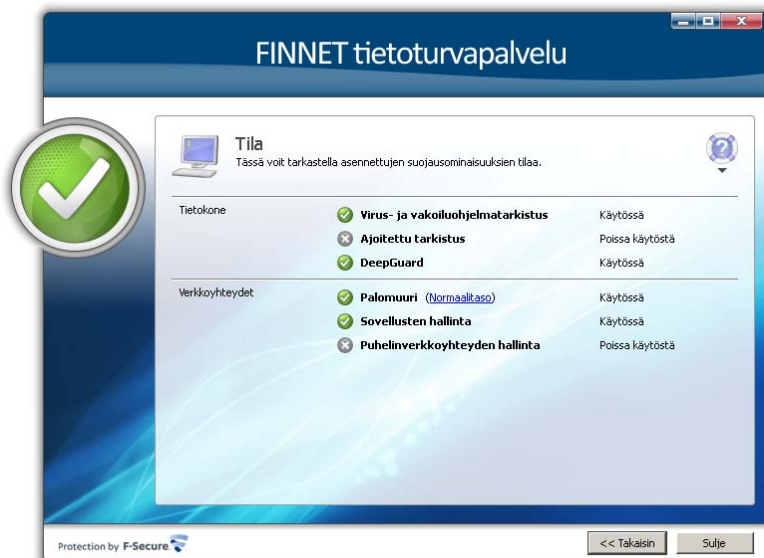 FINNET tietoturvapalvelu
Tila
Tässä voit tarkastella asennettujen suojausominaisuuksien tilaa.
Tietokone
Virus- ja vakoiluohjelmatarkistus Käytössä
Ajoitettu tarkistus Poissa käytöstä
DeepGuard Käytössä
Verkkoyhteydet
Palomuuri (Normaalitaso) Käytössä
Sovellusten hallinta Käytössä
Puhelinverkkoyhteyden hallinta Poissa käytöstä
Protection by F-Secure.
<< Takaisin Sulje